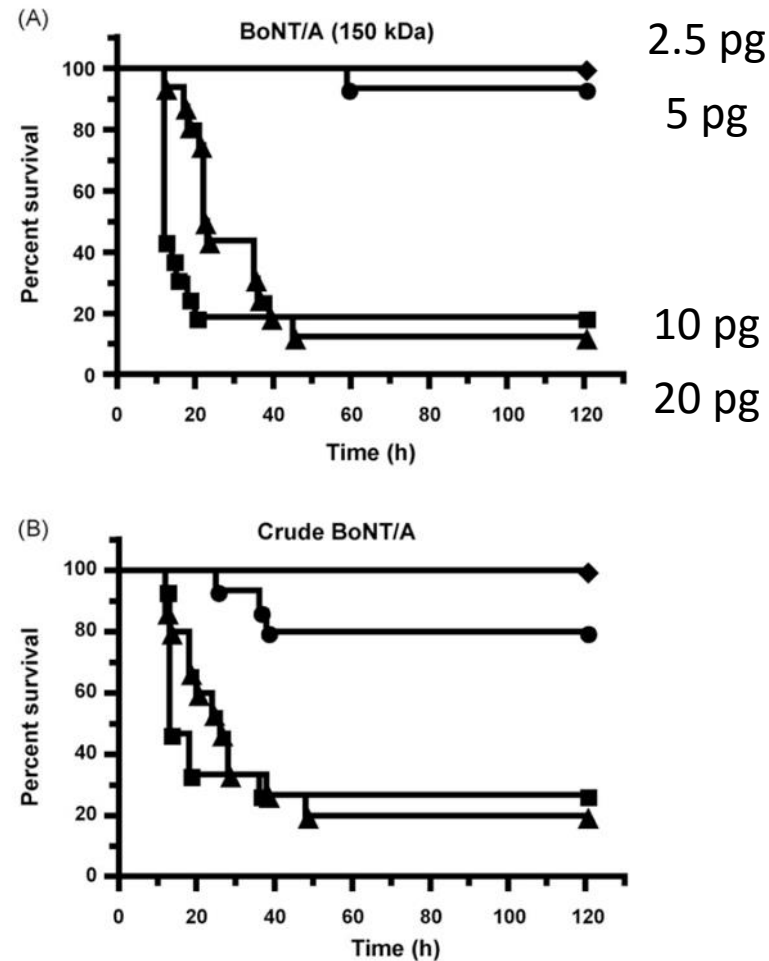 (A)
BoNT/A (150 kDa)
2.5 pg
5 pg
10 pg
20 pg
100
80
60
40
20
0
Percent survival
0 20 40 60 80 100 120
Time (h)
(B)
Crude BoNT/A
100
80
60
40
20
0
Percent survival
0 20 40 60 80 100 120
Time (h)